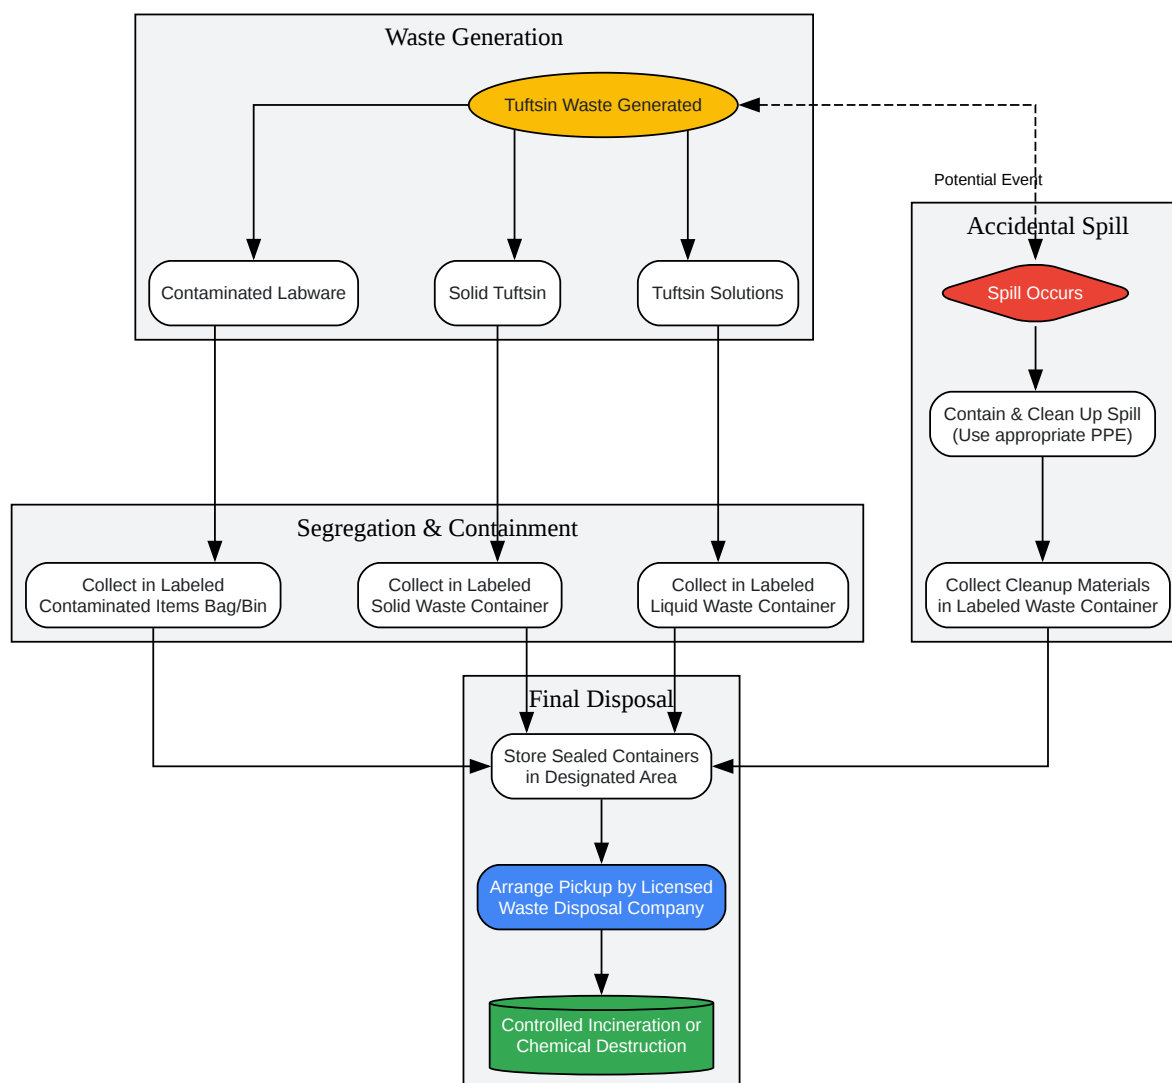 Waste Generation
Tuftsin Waste Generated
Potential Event
Accidental Spill
Contaminated Labware
Solid Tuftsin
Tuftsin Solutions
Spill Occurs
Contain & Clean Up Spill
(Use appropriate PPE)
Segregation & Containment
Collect in Labeled
Contaminated Items Bag/Bin
Collect in Labeled
Solid Waste Container
Collect in Labeled
Liquid Waste Container
Collect Cleanup Materials
in Labeled Waste Container
Final Disposal
Store Sealed Containers
in Designated Area
Arrange Pickup by Licensed
Waste Disposal Company
Controlled Incineration or
Chemical Destruction